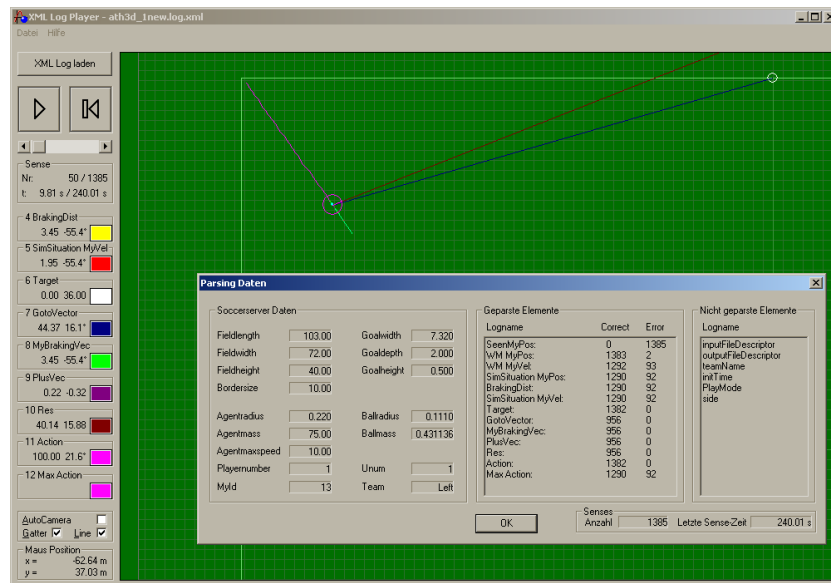 XML Log Player - ath3d_1new.log.xml
Datei Hilfe
XML Log laden
Sense
Nr: 50 / 1385
t: 9.81 s / 240.01 s
4 BrakingDist
3.45 -55.4°
5 SimSituation MyVel
1.95 -55.4°
6 Target
0.00 36.00
7 GotoVector
44.37 16.1°
8 MyBrakingVec
3.45 -55.4°
9 PlusVec
0.22 -0.32
10 Res
40.14 15.88
11 Action
100.00 21.6°
12 Max Action
AutoCamera
Gatter Line
Maus Position
x = -62.64 m
y = 37.03 m
Parsing Daten
Soccerserver Daten
Fieldlength 103.00 Goalwidth 7.320
Fieldwidth 72.00 Goaldepth 2.000
Fieldheight 40.00 Goalheight 0.500
Bordersize 10.00
Agentradius 0.220 Ballradius 0.1110
Agentmass 75.00 Ballmass 0.431136
Agentmaxspeed 10.00
Playernumber 1 Unum 1
MyId 13 Team Left
Geparste Elemente
Logname Correct Error
SeenMyPos: 0 1385
WM MyPos: 1383 2
WM MyVel: 1292 93
SimSituation MyPos: 1290 92
BrakingDist: 1290 92
SimSituation MyVel: 1290 92
Target: 1382 0
GotoVector: 956 0
MyBrakingVec: 956 0
PlusVec: 956 0
Res: 956 0
Action: 1382 0
Max Action: 1290 92
Nicht geparste Elemente
Logname
inputFileDescriptor
outputFileDescriptor
teamName
initTime
PlayMode
side
OK
Senses
Anzahl 1385 Letzte Sense-Zeit 240.01 s